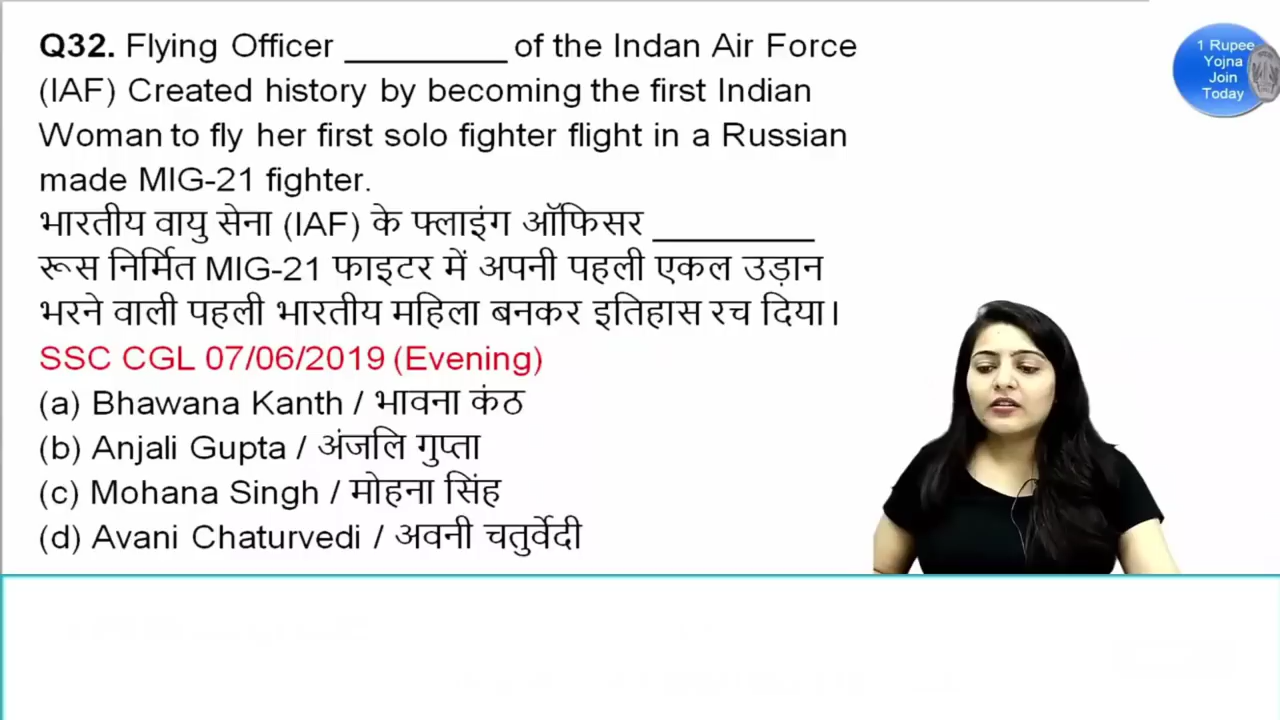 Q32. Flying Officer _________ of the Indan Air Force
(IAF) Created history by becoming the first Indian
Woman to fly her first solo fighter flight in a Russian
made MIG-21 fighter.
भारतीय वायु सेना (IAF) के फ्लाइंग ऑफिसर _________
रूस निर्मित MIG-21 फाइटर में अपनी पहली एकल उड़ान
भरने वाली पहली भारतीय महिला बनकर इतिहास रच दिया।
SSC CGL 07/06/2019 (Evening)
(a) Bhawana Kanth / भावना कंठ
(b) Anjali Gupta / अंजलि गुप्ता
(c) Mohana Singh / मोहना सिंह
(d) Avani Chaturvedi / अवनी चतुर्वेदी
1 Rupee
Yojna
Join
Today